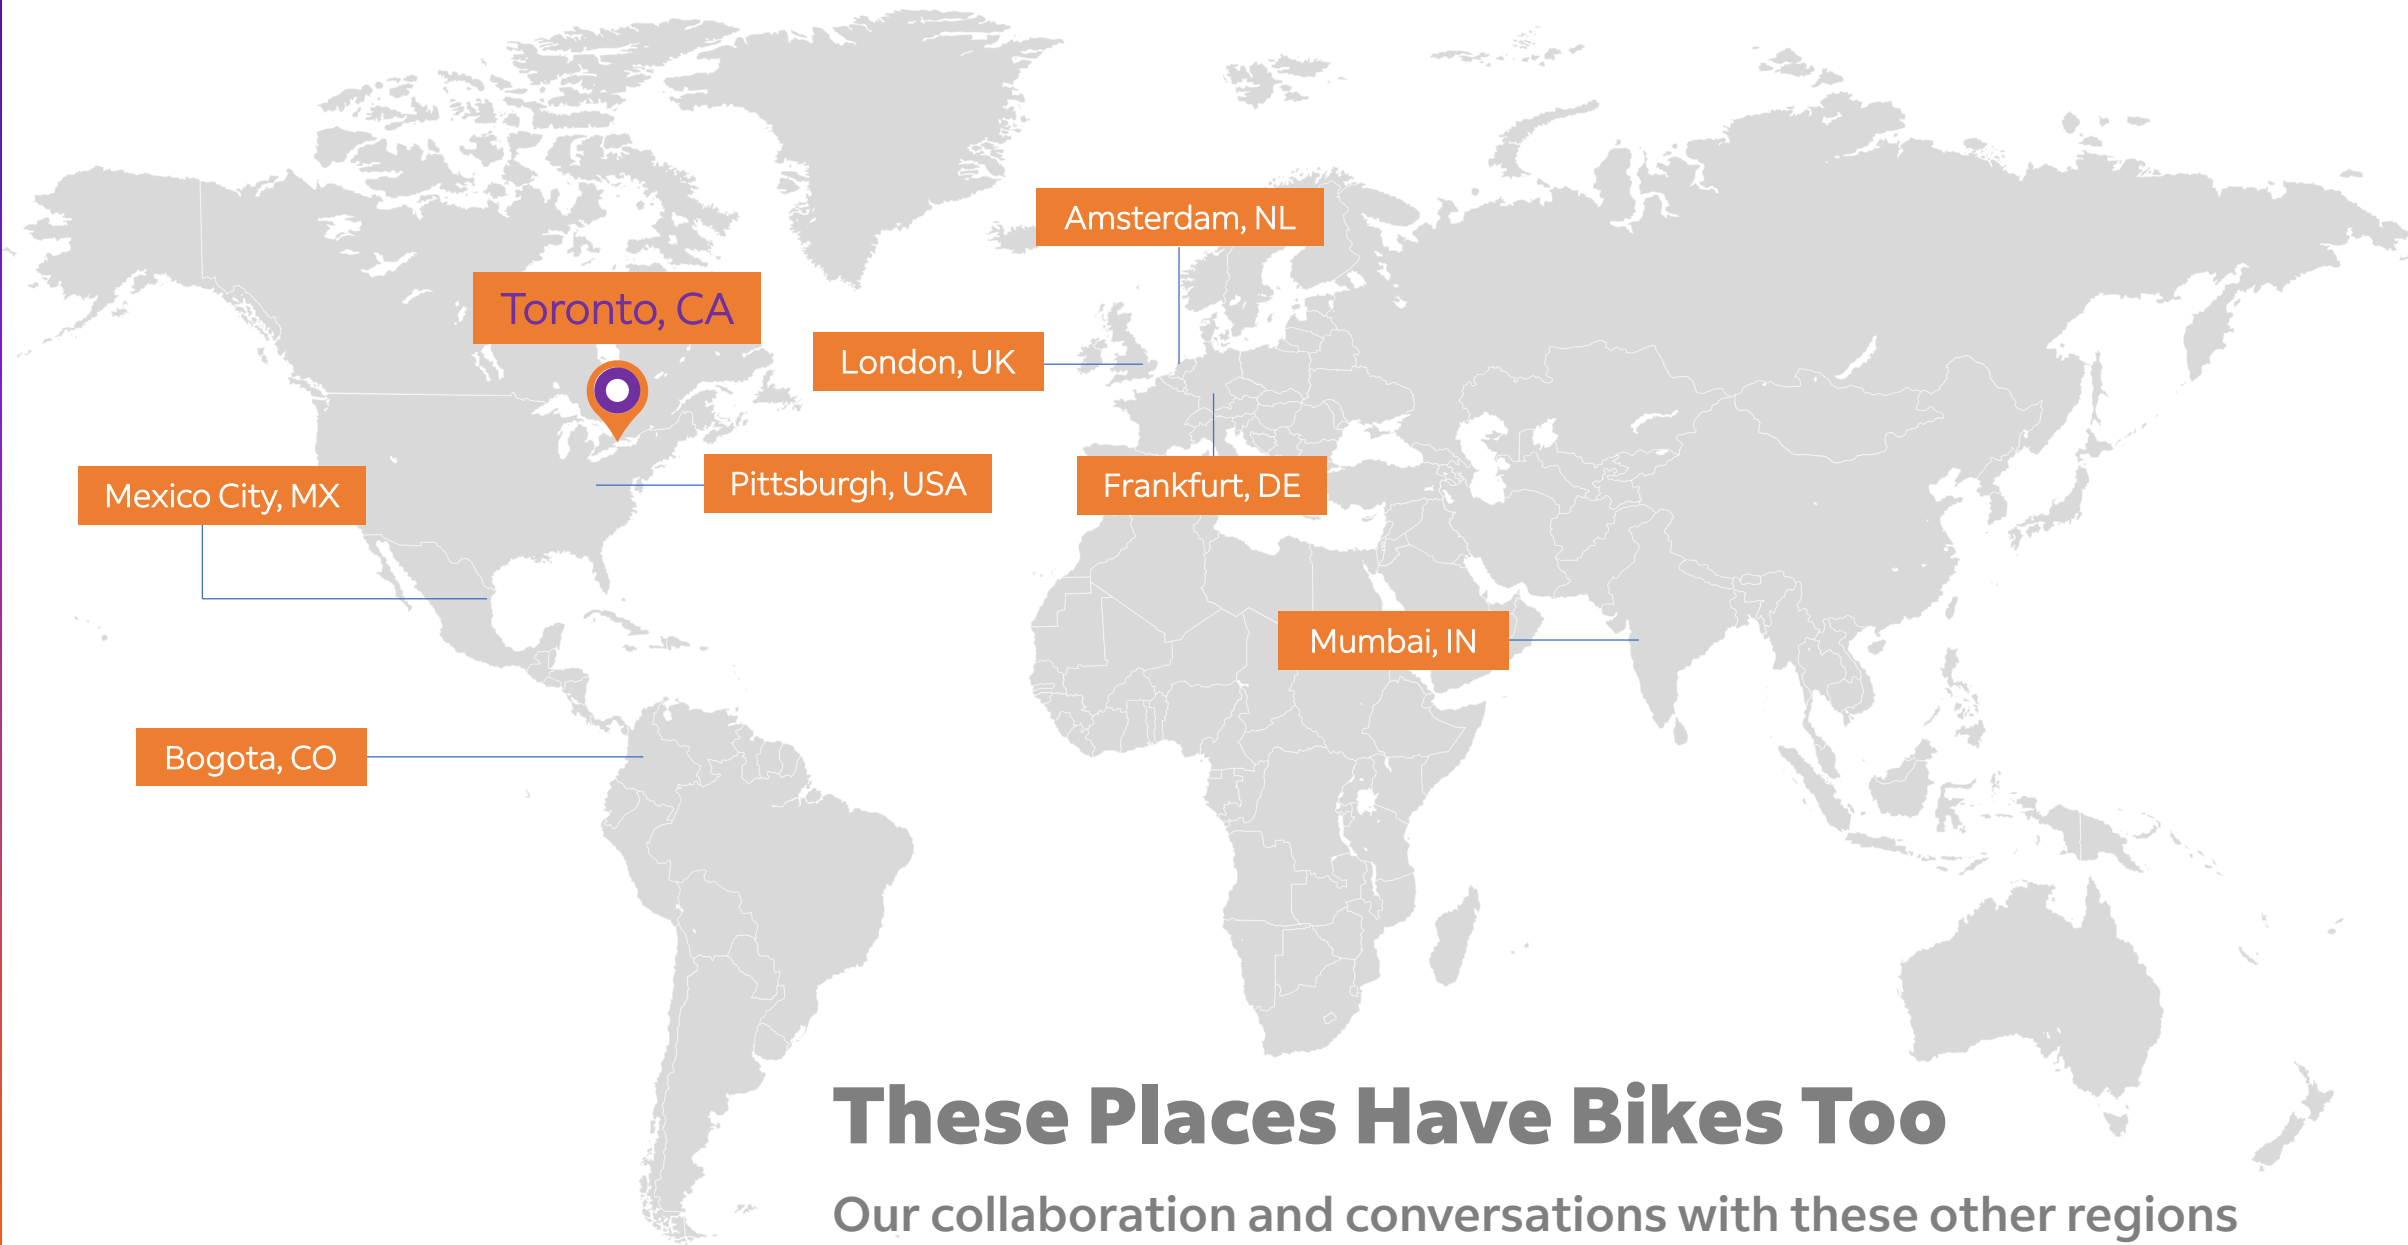 Amsterdam, NL
Toronto, CA
London, UK
Pittsburgh, USA
Frankfurt, DE
Mexico City, MX
Mumbai, IN
Bogota, CO
These Places Have Bikes Too
Our collaboration and conversations with these other regions